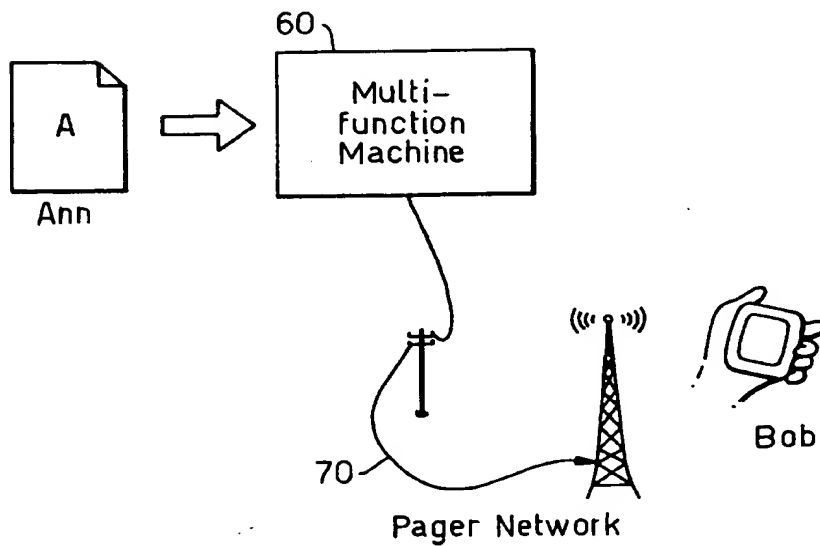 60
Multi-
function
Machine
A
Ann
70
Bob
Pager Network